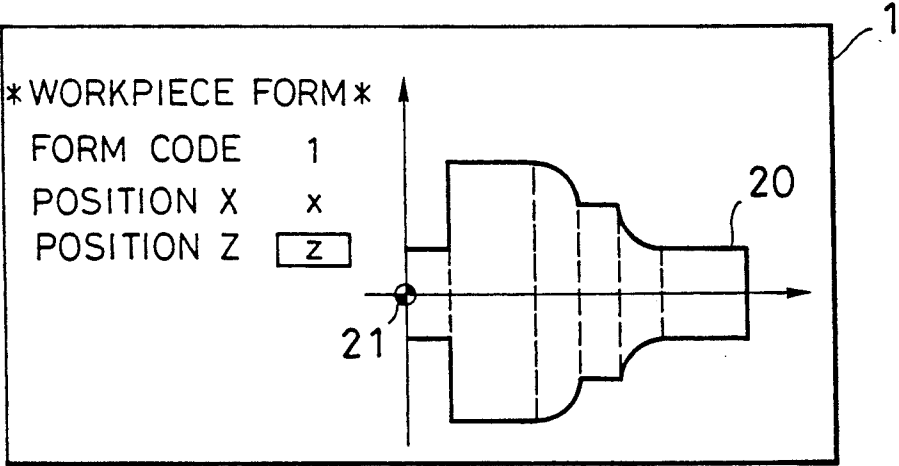 1
*WORKPIECE FORM*
FORM CODE 1
POSITION X x
POSITION Z z
20
21